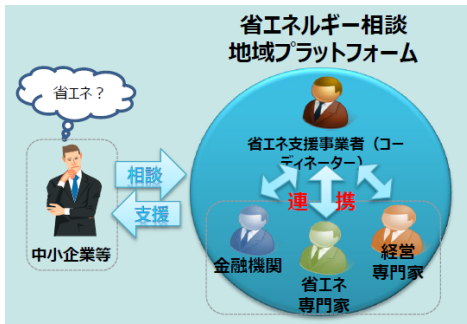 省エネルギー相談
地域プラットフォーム
省エネ？
省エネ支援事業者（コー
ディネーター）
相談
支援
連　携
中小企業等
金融機関
省エネ
専門家
経営
専門家